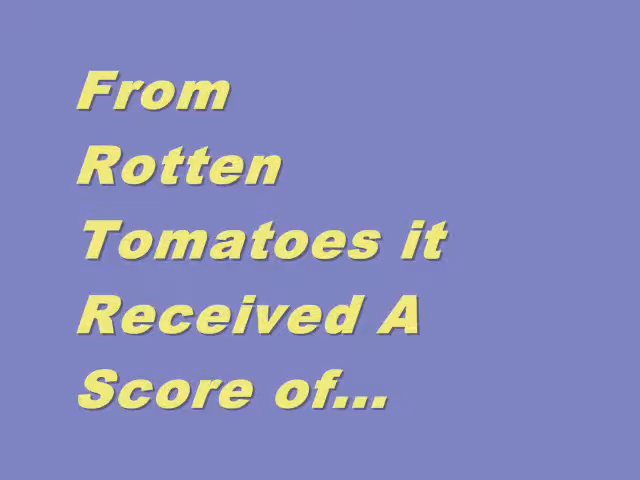 From
Rotten
Tomatoes it
Received A
Score of...